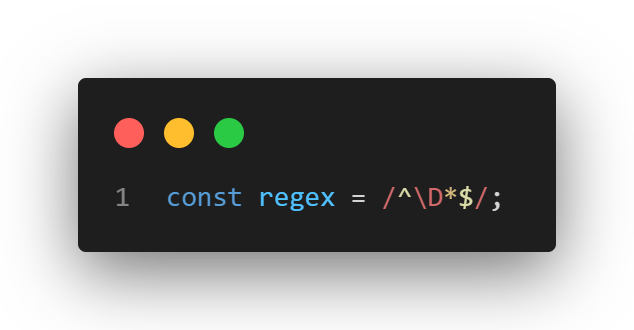 1 const regex = /^\D*$/;